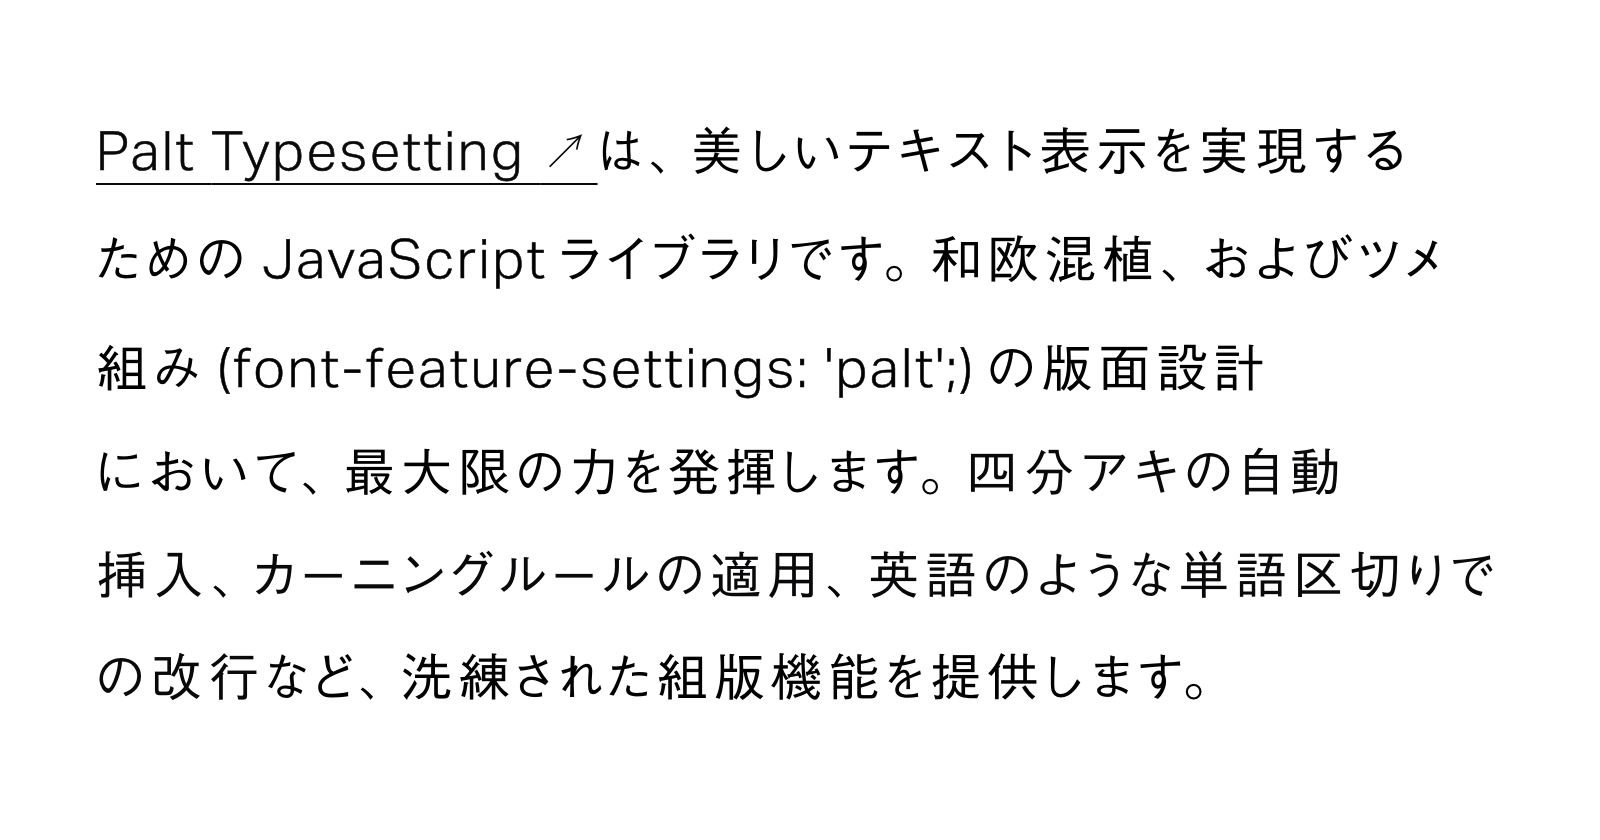 Palt Typesetting ↗は、美しいテキスト表示を実現する
ための JavaScript ライブラリです。和欧混植、およびツメ
組み (font-feature-settings: 'palt';) の版面設計
において、最大限の力を発揮します。四分アキの自動
挿入、カーニングルールの適用、英語のような単語区切りで
の改行など、洗練された組版機能を提供します。